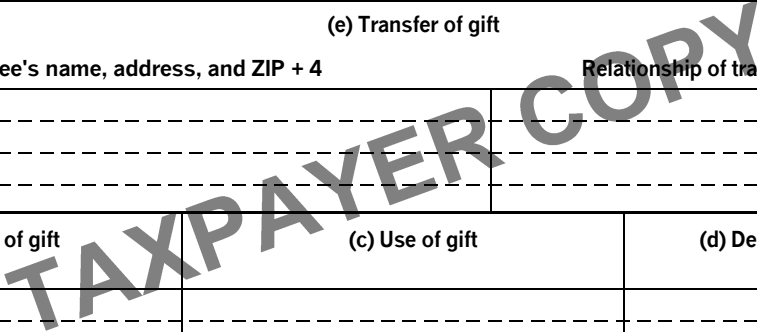 (e) Transfer of gift
ee's name, address, and ZIP + 4 Relationship of tra
TAXPAYER COPY
of gift (c) Use of gift (d) De